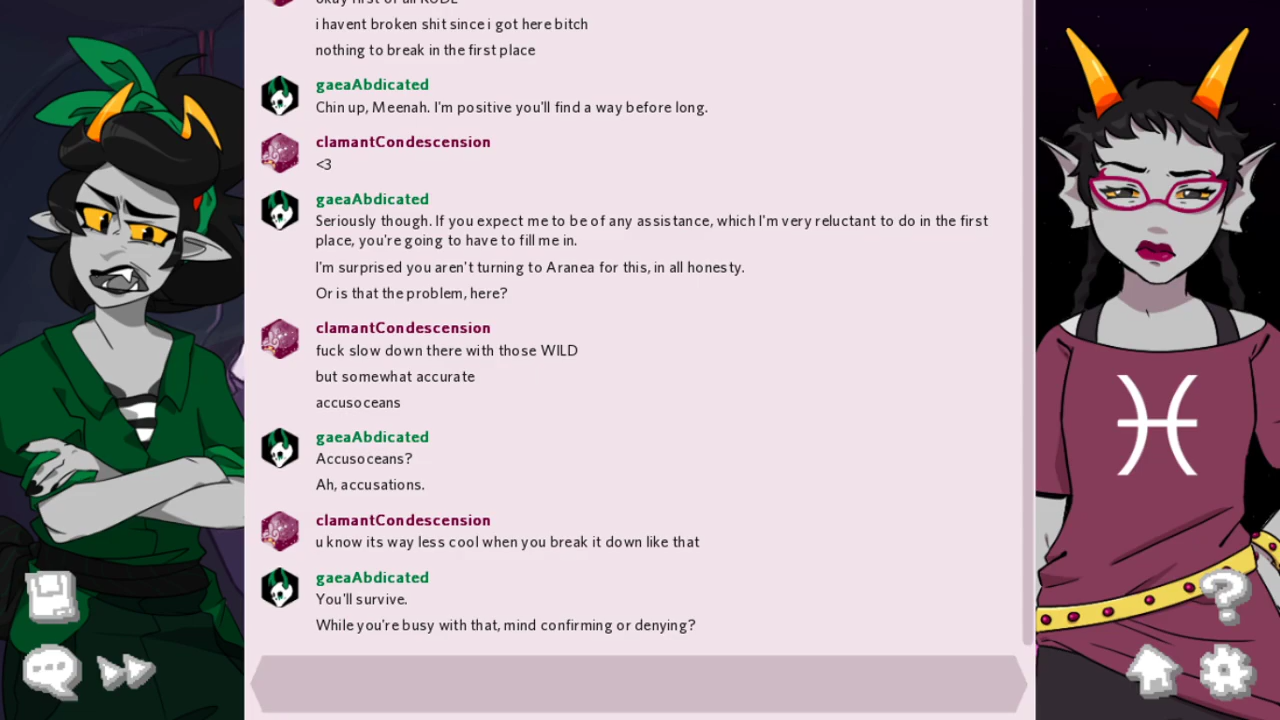 okay first of all RUDE
i havent broken shit since i got here bitch
nothing to break in the first place
gaeaAbdicated
Chin up, Meenah. I'm positive you'll find a way before long.
clamantCondescension
<3
gaeaAbdicated
Seriously though. If you expect me to be of any assistance, which I'm very reluctant to do in the first
place, you're going to have to fill me in.
I'm surprised you aren't turning to Aranea for this, in all honesty.
Or is that the problem, here?
clamantCondescension
fuck slow down there with those WILD
but somewhat accurate
accusoceans
gaeaAbdicated
Accusoceans?
Ah, accusations.
clamantCondescension
u know its way less cool when you break it down like that
gaeaAbdicated
You'll survive.
While you're busy with that, mind confirming or denying?